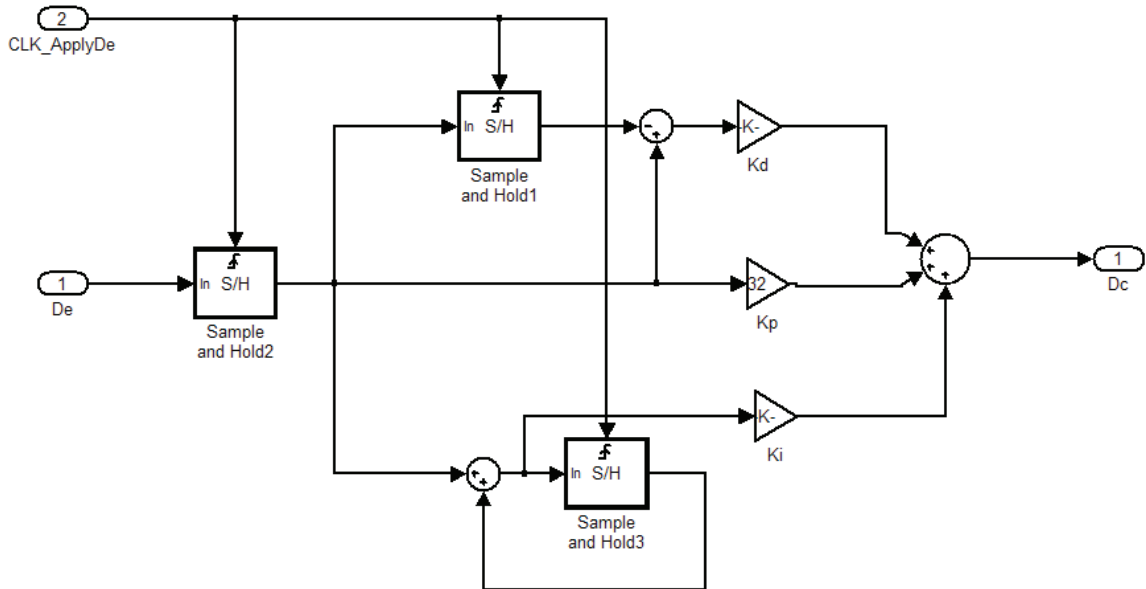 2
CLK_ApplyDe
In
S/H
Sample
and Hold1
-K-
Kd
1
De
In
S/H
Sample
and Hold2
32
Kp
1
Dc
-K-
Ki
In
S/H
Sample
and Hold3